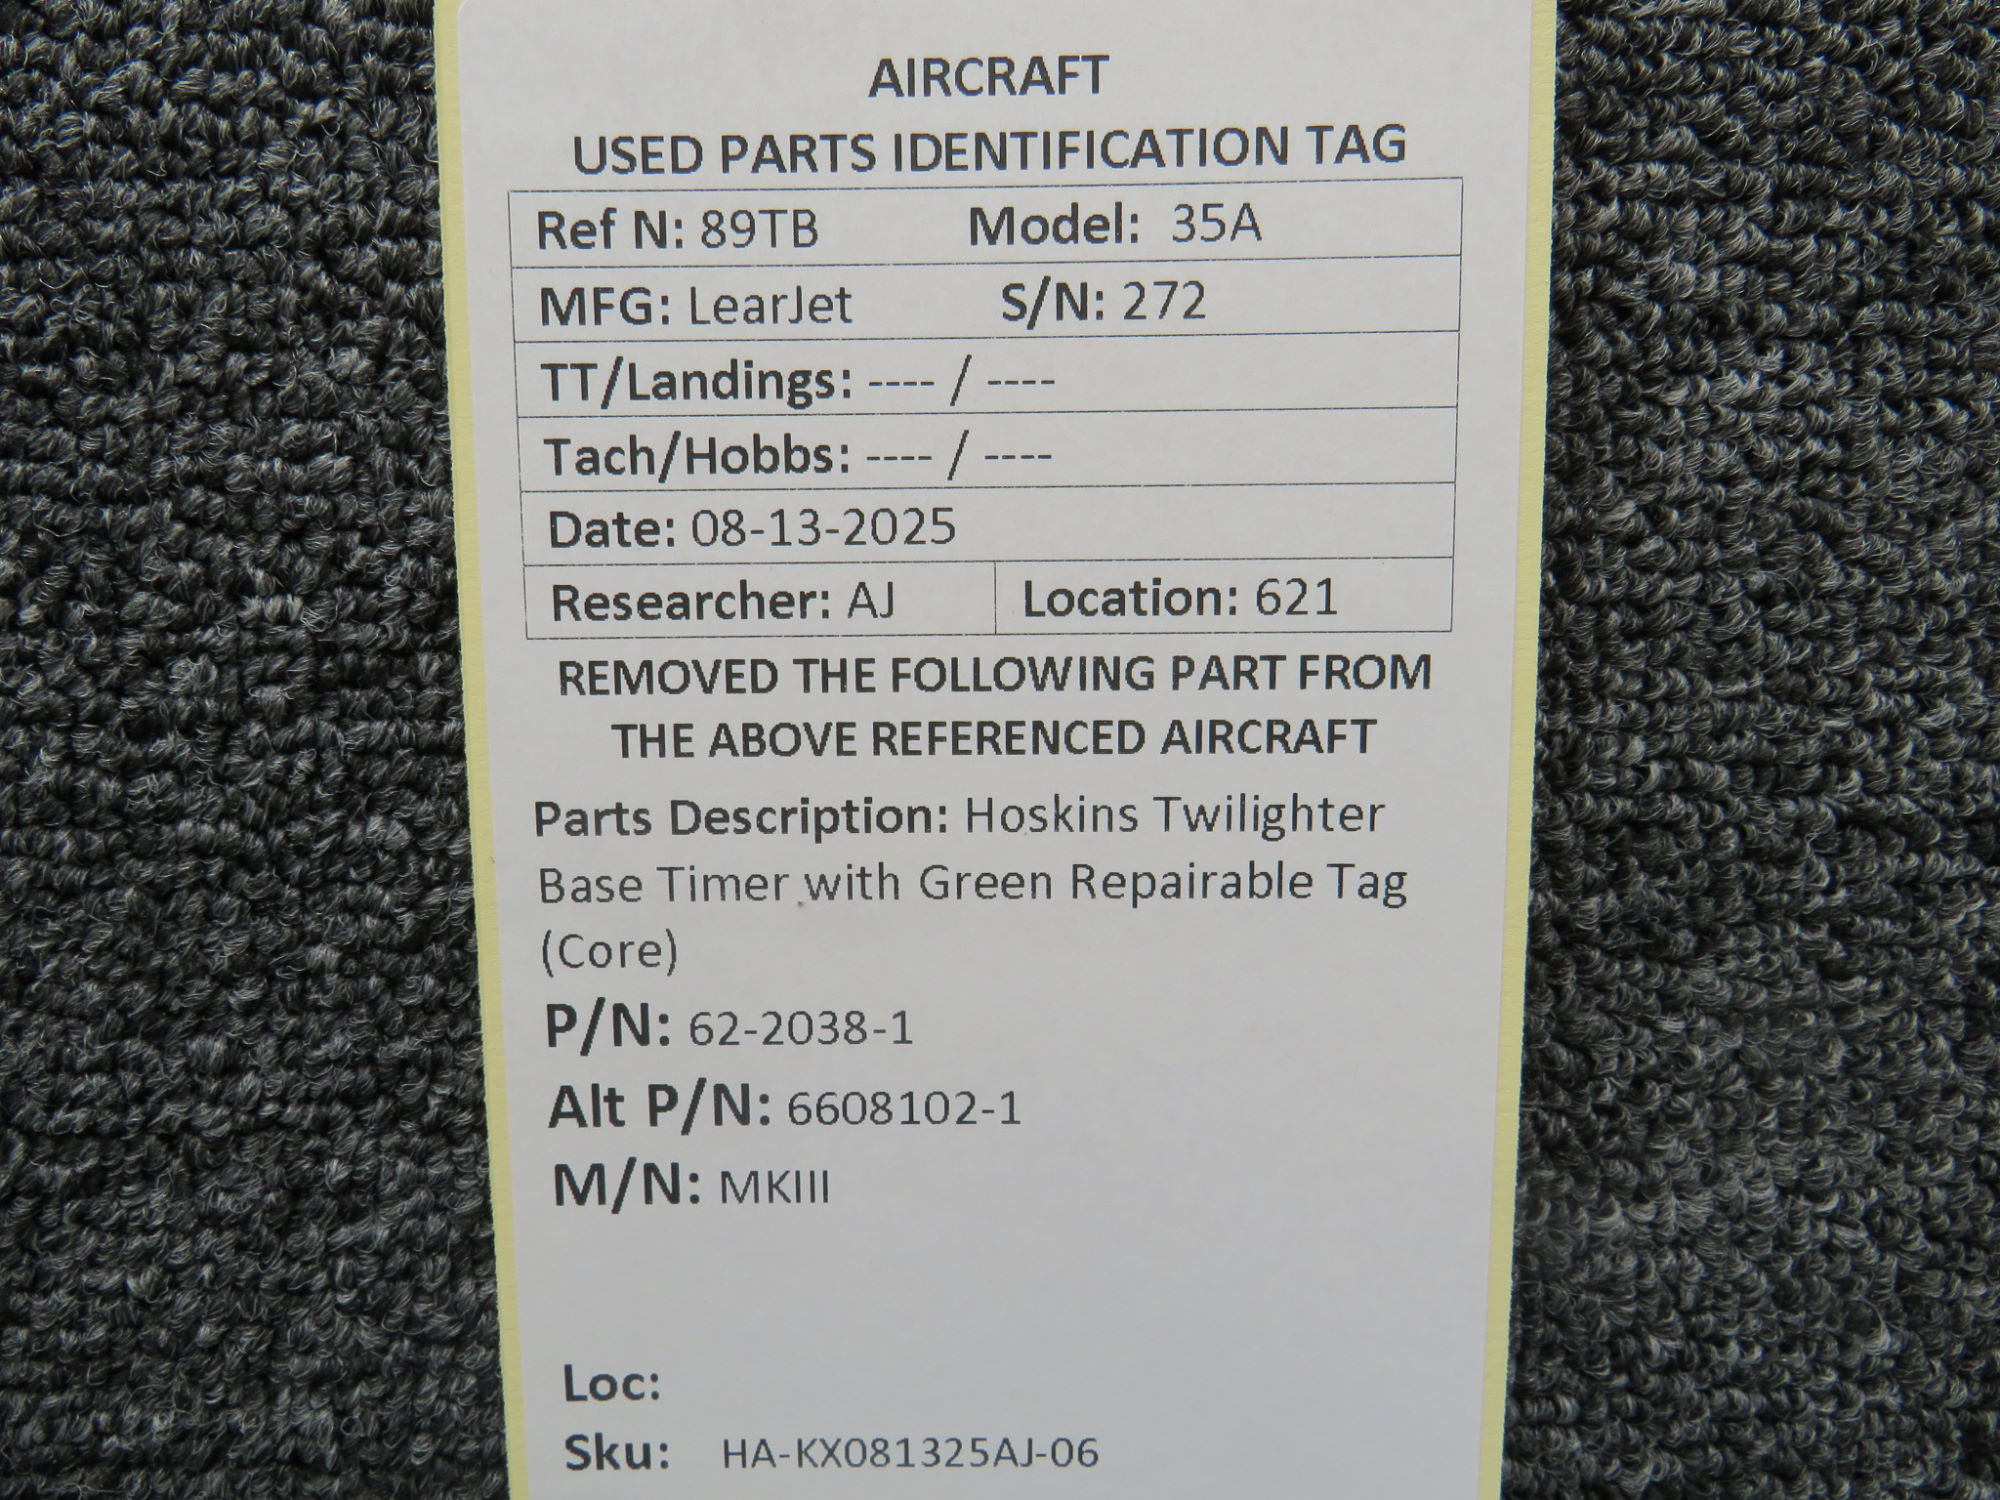 AIRCRAFT
USED PARTS IDENTIFICATION TAG
Ref N: 89TB Model: 35A
MFG: LearJet S/N: 272
TT/Landings: ---- / ----
Tach/Hobbs: ---- / ----
Date: 08-13-2025
Researcher: AJ Location: 621
REMOVED THE FOLLOWING PART FROM
THE ABOVE REFERENCED AIRCRAFT
Parts Description: Hoskins Twilighter
Base Timer with Green Repairable Tag
(Core)
P/N: 62-2038-1
Alt P/N: 6608102-1
M/N: MKIII
Loc:
Sku: HA-KX081325AJ-06